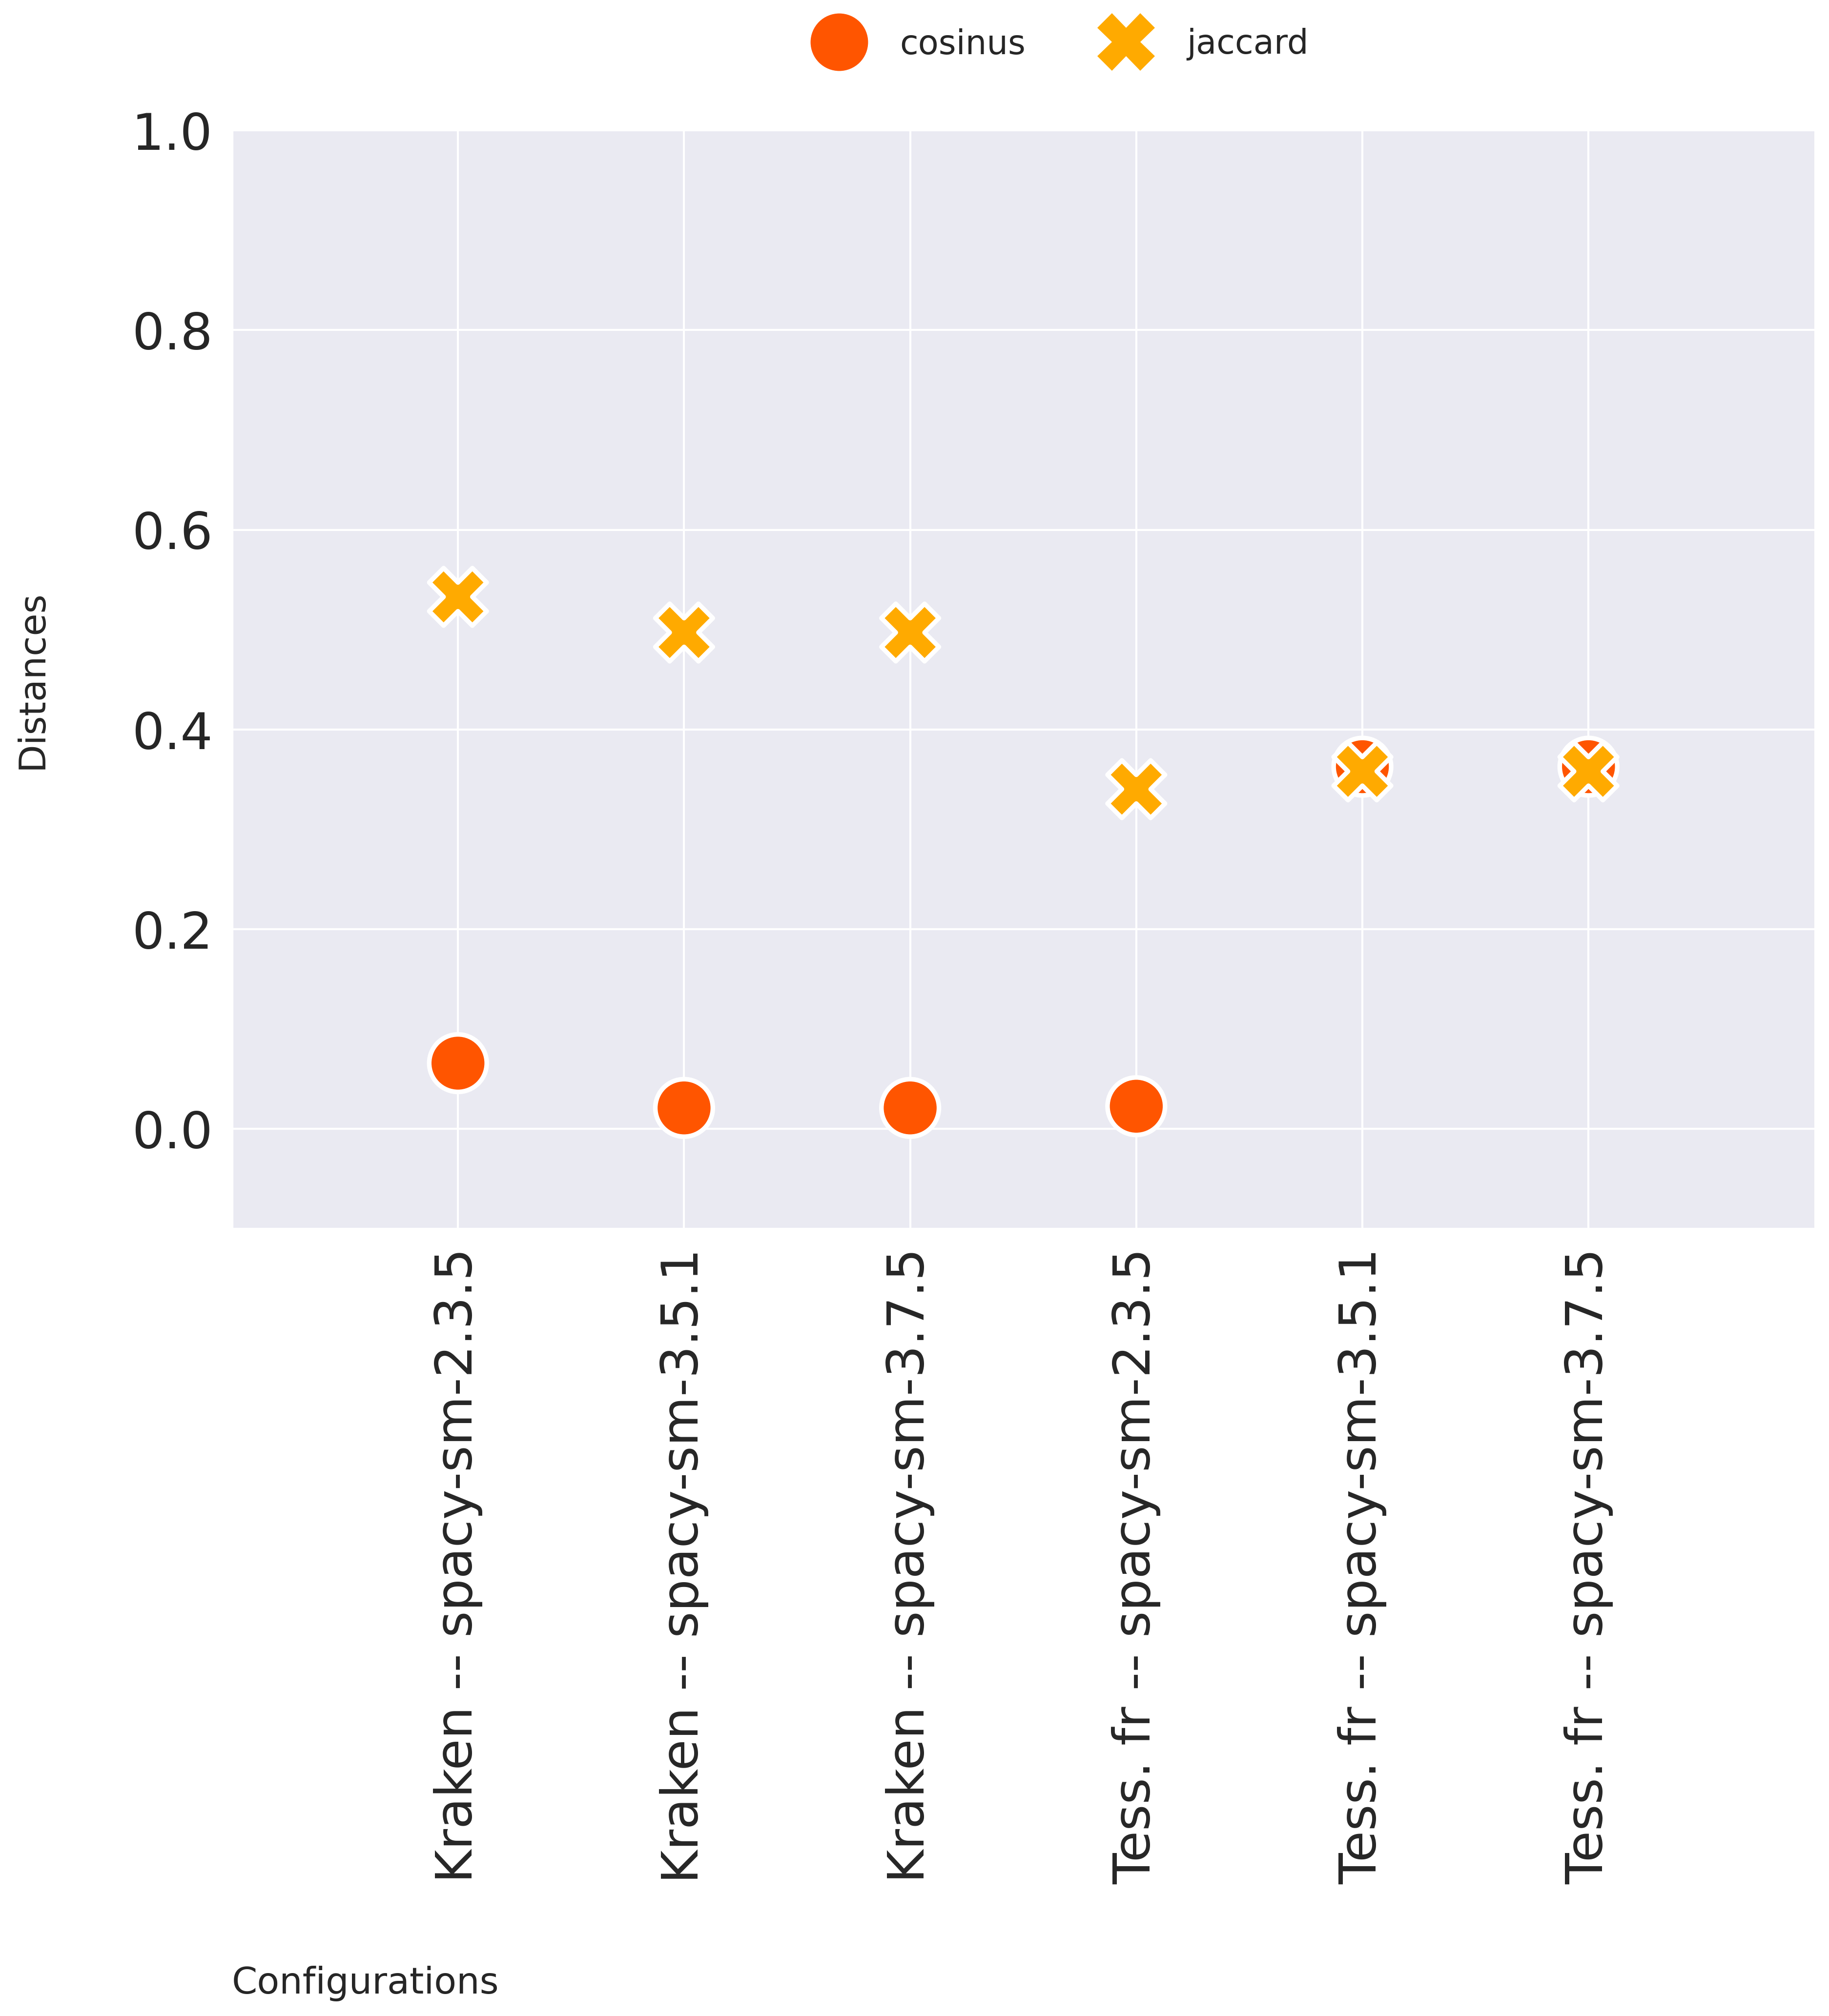 cosinus jaccard
1.0
0.8
0.6
0.4
0.2
0.0
Distances
Kraken -- spacy-sm-2.3.5
Kraken -- spacy-sm-3.5.1
Kraken -- spacy-sm-3.7.5
Tess. fr -- spacy-sm-2.3.5
Tess. fr -- spacy-sm-3.5.1
Tess. fr -- spacy-sm-3.7.5
Configurations